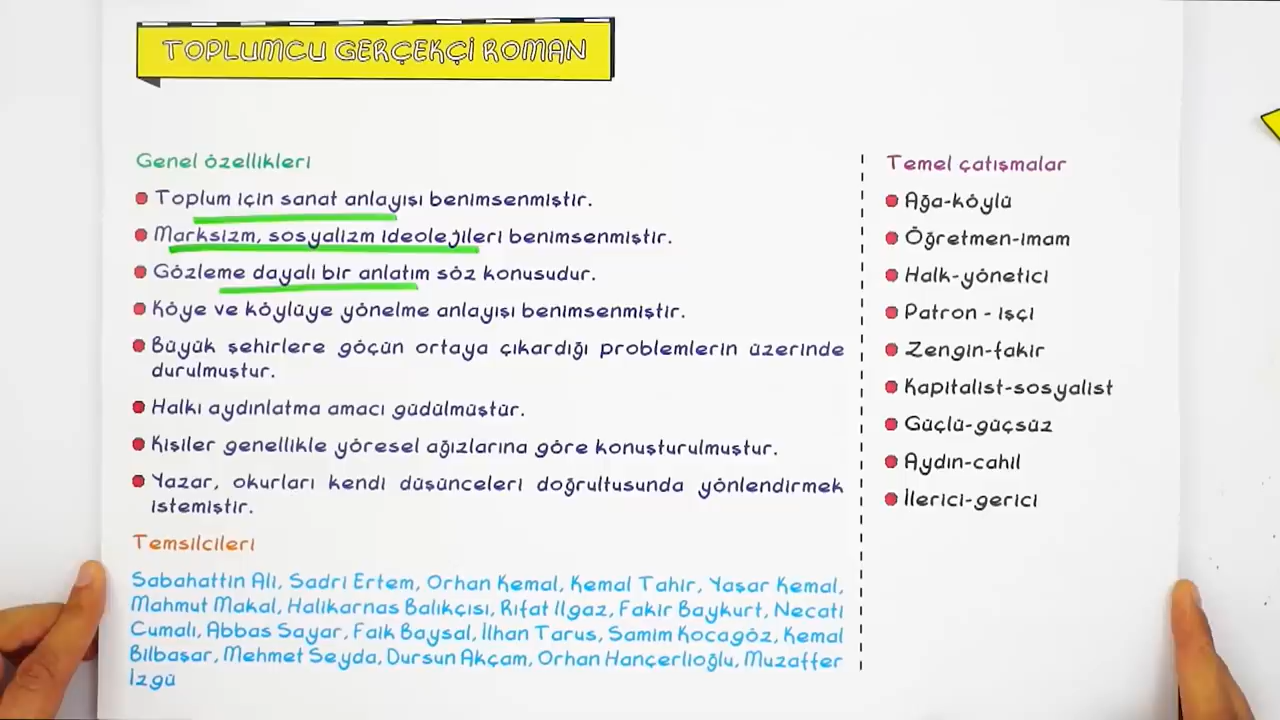 TOPLUMCU GERÇEKÇİ ROMAN
Genel özellikleri
Toplum için sanat anlayışı benimsenmiştir.
Marksizm, sosyalizm ideolejileri benimsenmiştir.
Gözleme dayalı bir anlatım söz konusudur.
Köye ve köylüye yönelme anlayışı benimsenmiştir.
Büyük şehirlere göçün ortaya çıkardığı problemlerin üzerinde
durulmuştur.
Halkı aydınlatma amacı güdülmüştür.
Kişiler genellikle yöresel ağızlarına göre konuşturulmuştur.
Yazar, okurları kendi düşünceleri doğrultusunda yönlendirmek
istemiştir.
Temsilcileri
Sabahattin Ali, Sadri Ertem, Orhan Kemal, Kemal Tahir, Yaşar Kemal,
Mahmut Makal, Halikarnas Balıkçısı, Rıfat Ilgaz, Fakir Baykurt, Necati
Cumalı, Abbas Sayar, Faik Baysal, İlhan Tarus, Samim Kocagöz, Kemal
Bilbaşar, Mehmet Seyda, Dursun Akçam, Orhan Hançerlioğlu, Muzaffer
İzgü
Temel çatışmalar
Ağa-köylü
Öğretmen-imam
Halk-yönetici
Patron - işçi
Zengin-fakir
Kapitalist-sosyalist
Güçlü-güçsüz
Aydın-cahil
İlerici-gerici